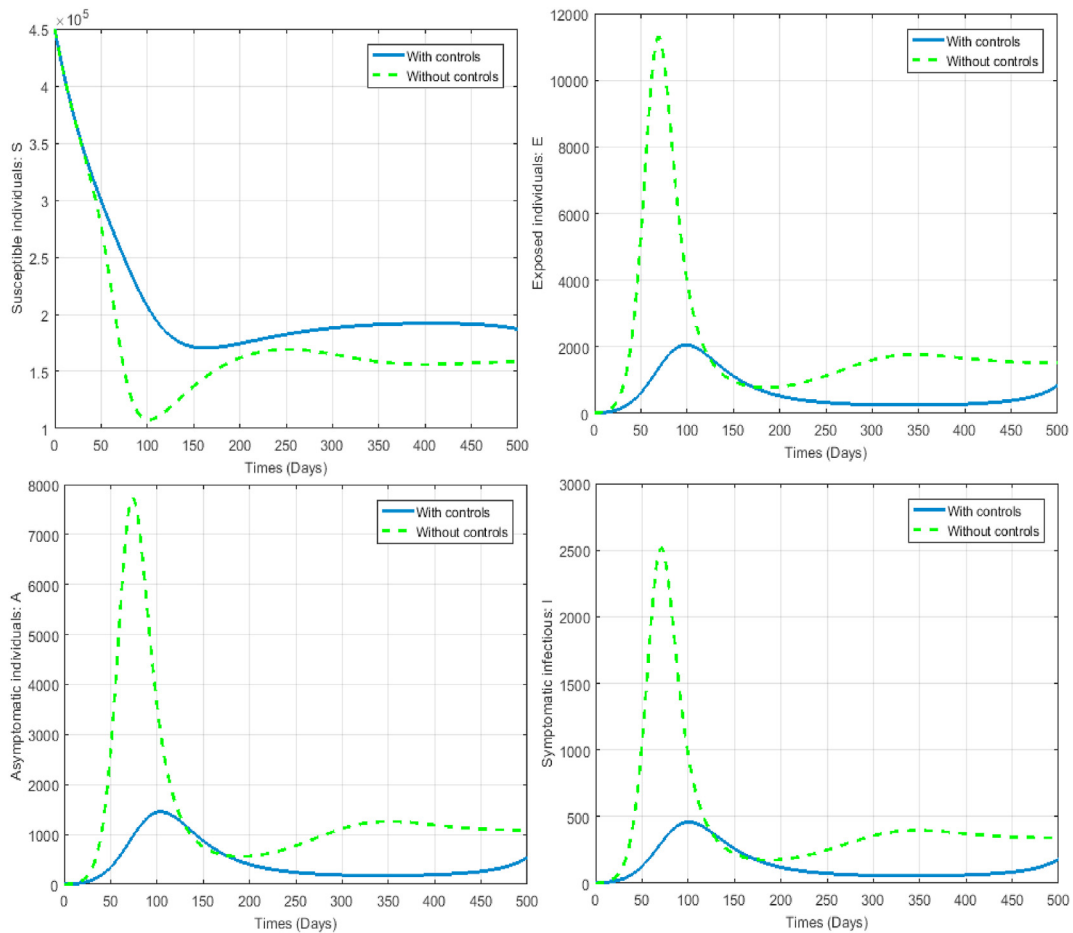 × 10^5
4.5
4
3.5
3
2.5
2
1.5
1
0 50 100 150 200 250 300 350 400 450 500
Susceptible individuals: S
Times (Days)
With controls
Without controls
12000
10000
8000
6000
4000
2000
0
0 50 100 150 200 250 300 350 400 450 500
Exposed individuals: E
Times (Days)
With controls
Without controls
8000
7000
6000
5000
4000
3000
2000
1000
0
0 50 100 150 200 250 300 350 400 450 500
Asymptomatic individuals: A
Times (Days)
With controls
Without controls
3000
2500
2000
1500
1000
500
0
0 50 100 150 200 250 300 350 400 450 500
Symptomatic infectious: I
Times (Days)
With controls
Without controls